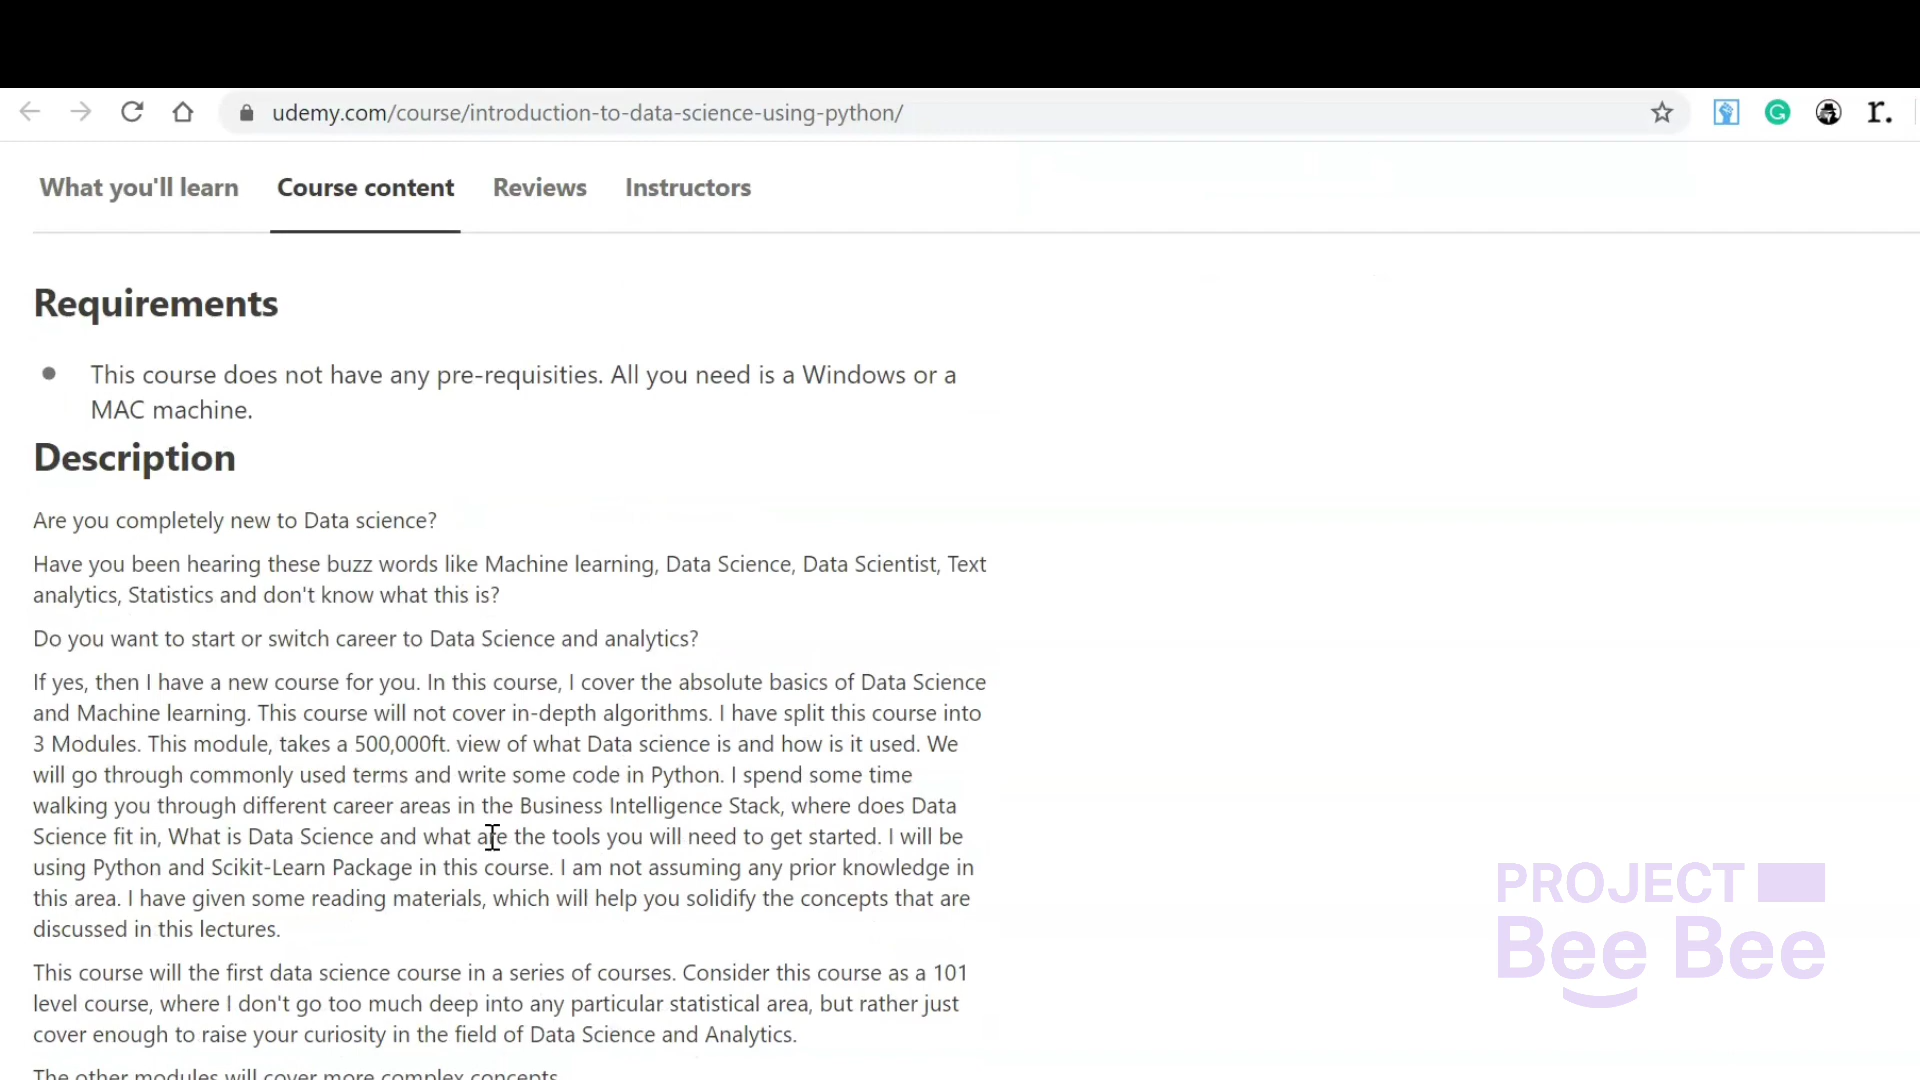 udemy.com/course/introduction-to-data-science-using-python/
r.
What you'll learn Course content Reviews Instructors
Requirements
This course does not have any pre-requisities. All you need is a Windows or a
MAC machine.
Description
Are you completely new to Data science?
Have you been hearing these buzz words like Machine learning, Data Science, Data Scientist, Text
analytics, Statistics and don't know what this is?
Do you want to start or switch career to Data Science and analytics?
If yes, then I have a new course for you. In this course, I cover the absolute basics of Data Science
and Machine learning. This course will not cover in-depth algorithms. I have split this course into
3 Modules. This module, takes a 500,000ft. view of what Data science is and how is it used. We
will go through commonly used terms and write some code in Python. I spend some time
walking you through different career areas in the Business Intelligence Stack, where does Data
Science fit in, What is Data Science and what are the tools you will need to get started. I will be
using Python and Scikit-Learn Package in this course. I am not assuming any prior knowledge in
this area. I have given some reading materials, which will help you solidify the concepts that are
discussed in this lectures.
This course will the first data science course in a series of courses. Consider this course as a 101
level course, where I don't go too much deep into any particular statistical area, but rather just
cover enough to raise your curiosity in the field of Data Science and Analytics.
The other modules will cover more complex concepts
PROJECT
Bee Bee